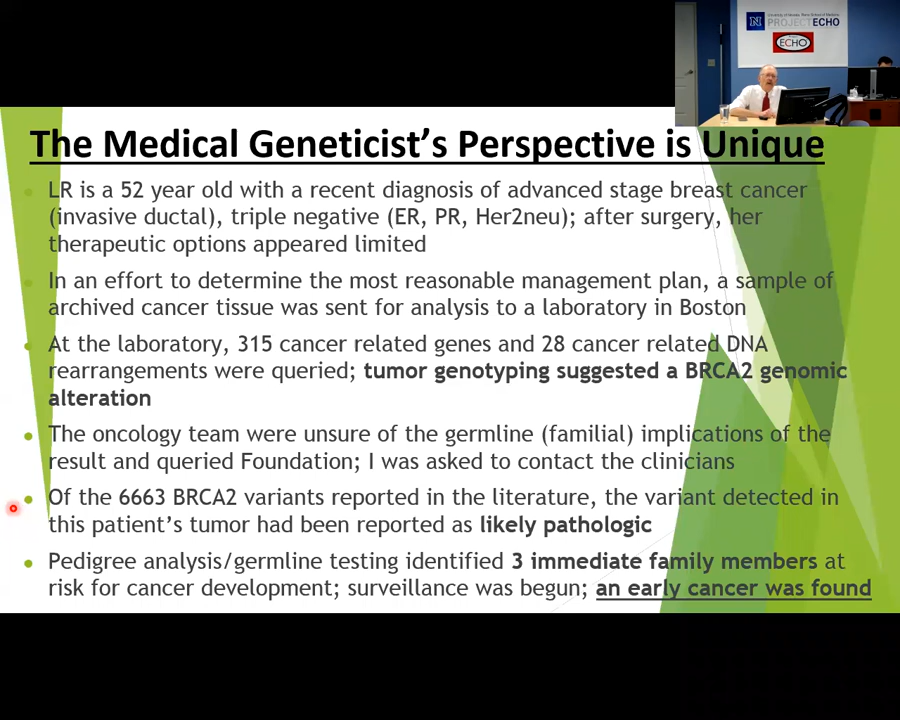 University of Nevada, Reno School of Medicine
PROJECT ECHO
ECHO
The Medical Geneticist's Perspective is Unique
LR is a 52 year old with a recent diagnosis of advanced stage breast cancer
(invasive ductal), triple negative (ER, PR, Her2neu); after surgery, her
therapeutic options appeared limited
In an effort to determine the most reasonable management plan, a sample of
archived cancer tissue was sent for analysis to a laboratory in Boston
At the laboratory, 315 cancer related genes and 28 cancer related DNA
rearrangements were queried; tumor genotyping suggested a BRCA2 genomic
alteration
The oncology team were unsure of the germline (familial) implications of the
result and queried Foundation; I was asked to contact the clinicians
Of the 6663 BRCA2 variants reported in the literature, the variant detected in
this patient's tumor had been reported as likely pathologic
Pedigree analysis/germline testing identified 3 immediate family members at
risk for cancer development; surveillance was begun; an early cancer was found